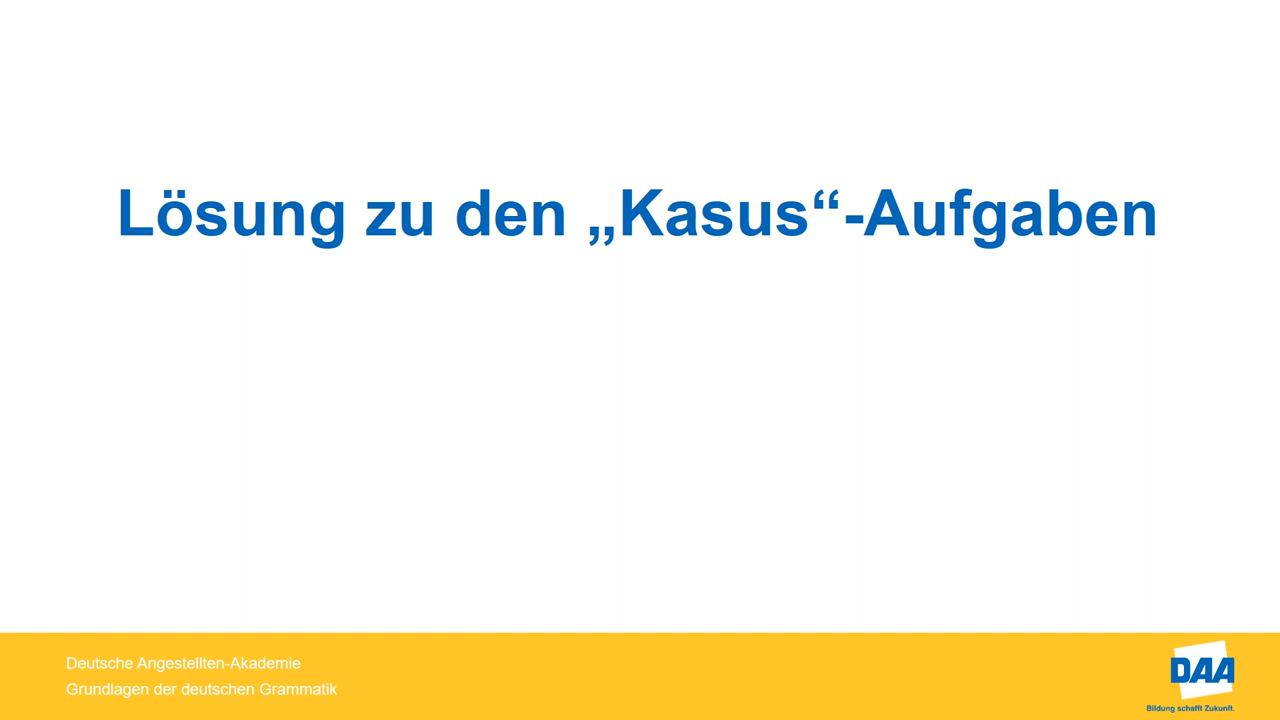 Lösung zu den „Kasus“-Aufgaben
Deutsche Angestellten-Akademie
Grundlagen der deutschen Grammatik
DAA
Bildung schafft Zukunft.